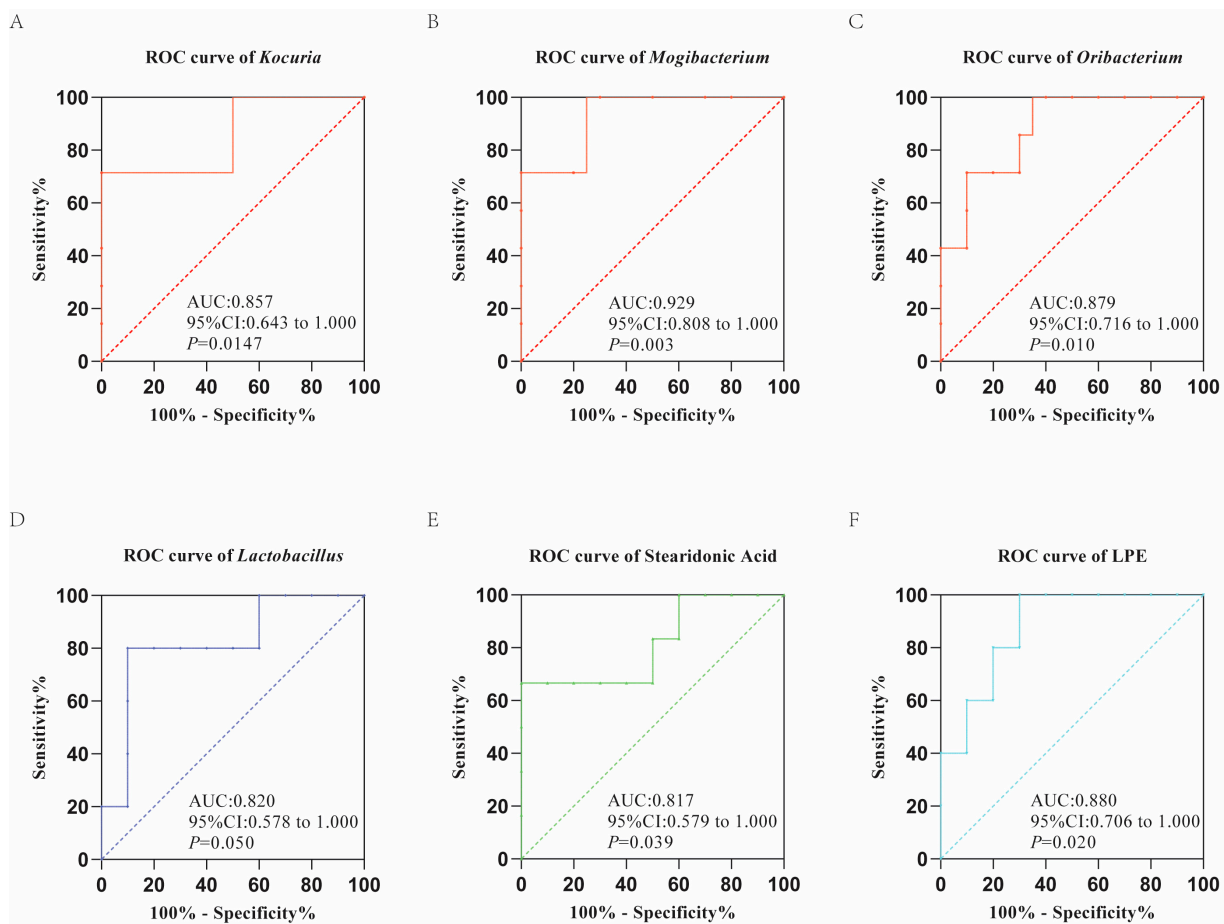 A
ROC curve of Kocuria
100
80
60
40
20
0
Sensitivity%
AUC:0.857
95%CI:0.643 to 1.000
P=0.0147
0 20 40 60 80 100
100% - Specificity%
B
ROC curve of Mogibacterium
100
80
60
40
20
0
Sensitivity%
AUC:0.929
95%CI:0.808 to 1.000
P=0.003
0 20 40 60 80 100
100% - Specificity%
C
ROC curve of Oribacterium
100
80
60
40
20
0
Sensitivity%
AUC:0.879
95%CI:0.716 to 1.000
P=0.010
0 20 40 60 80 100
100% - Specificity%
D
ROC curve of Lactobacillus
100
80
60
40
20
0
Sensitivity%
AUC:0.820
95%CI:0.578 to 1.000
P=0.050
0 20 40 60 80 100
100% - Specificity%
E
ROC curve of Stearidonic Acid
100
80
60
40
20
0
Sensitivity%
AUC:0.817
95%CI:0.579 to 1.000
P=0.039
0 20 40 60 80 100
100% - Specificity%
F
ROC curve of LPE
100
80
60
40
20
0
Sensitivity%
AUC:0.880
95%CI:0.706 to 1.000
P=0.020
0 20 40 60 80 100
100% - Specificity%